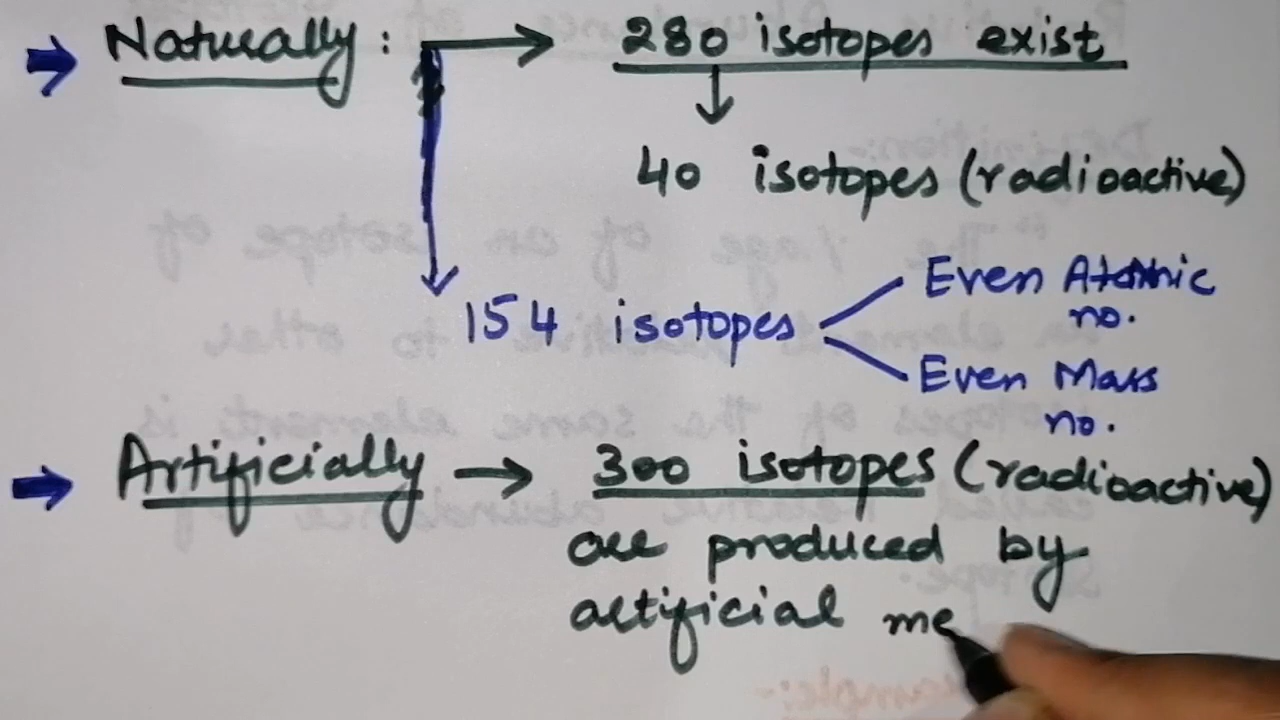 Naturally : → 280 isotopes exist
40 isotopes (radioactive)
154 isotopes
Even Atomic
no.
Even Mass
no.
Artificially → 300 isotopes (radioactive)
are produced by
artificial me